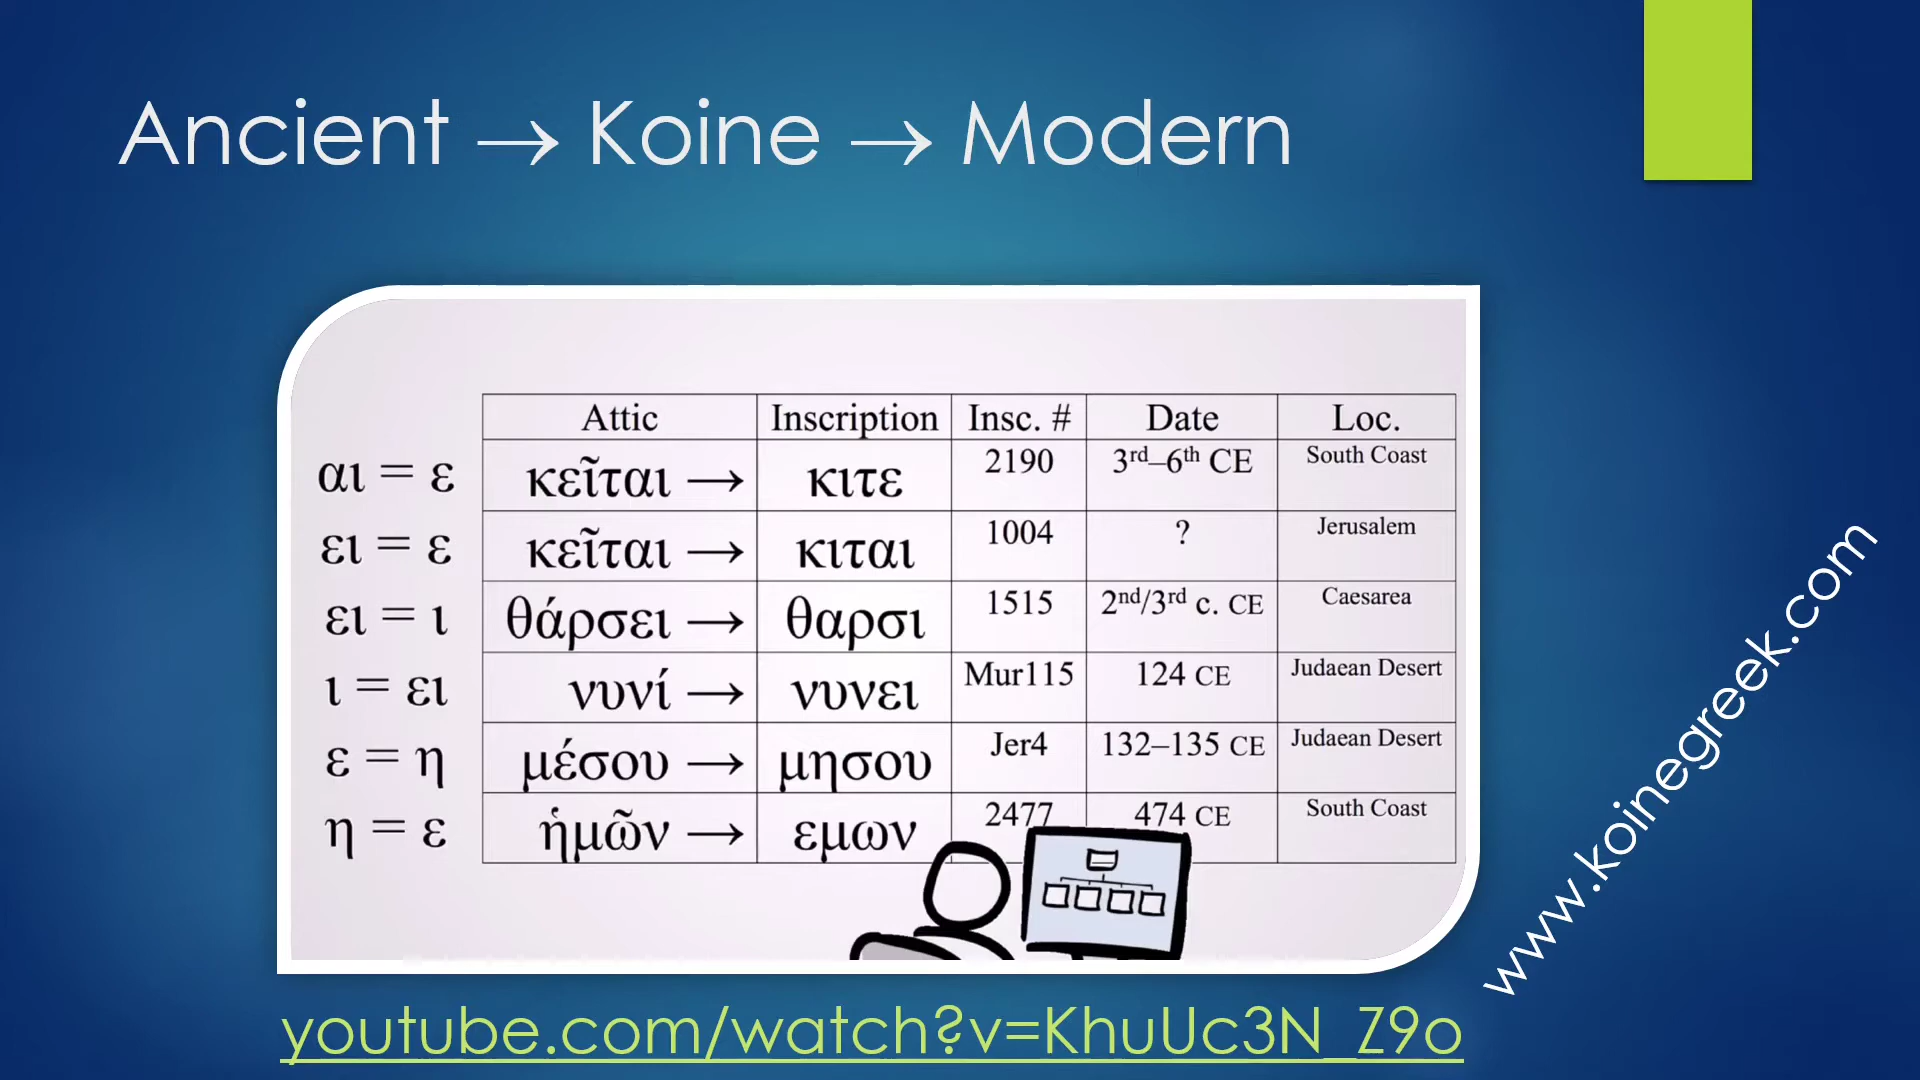 Ancient → Koine → Modern
Attic Inscription Insc. # Date Loc.
αι = ε κεῖται → κιτε 2190 3rd–6th CE South Coast
ει = ε κεῖται → κιται 1004 ? Jerusalem
ει = ι θάρσει → θαρσι 1515 2nd/3rd c. CE Caesarea
ι = ει νυνί → νυνει Mur115 124 CE Judaean Desert
ε = η μέσου → μησου Jer4 132–135 CE Judaean Desert
η = ε ἡμῶν → εμων 2477 474 CE South Coast
www.koinegreek.com
youtube.com/watch?v=KhuUc3N_Z9o